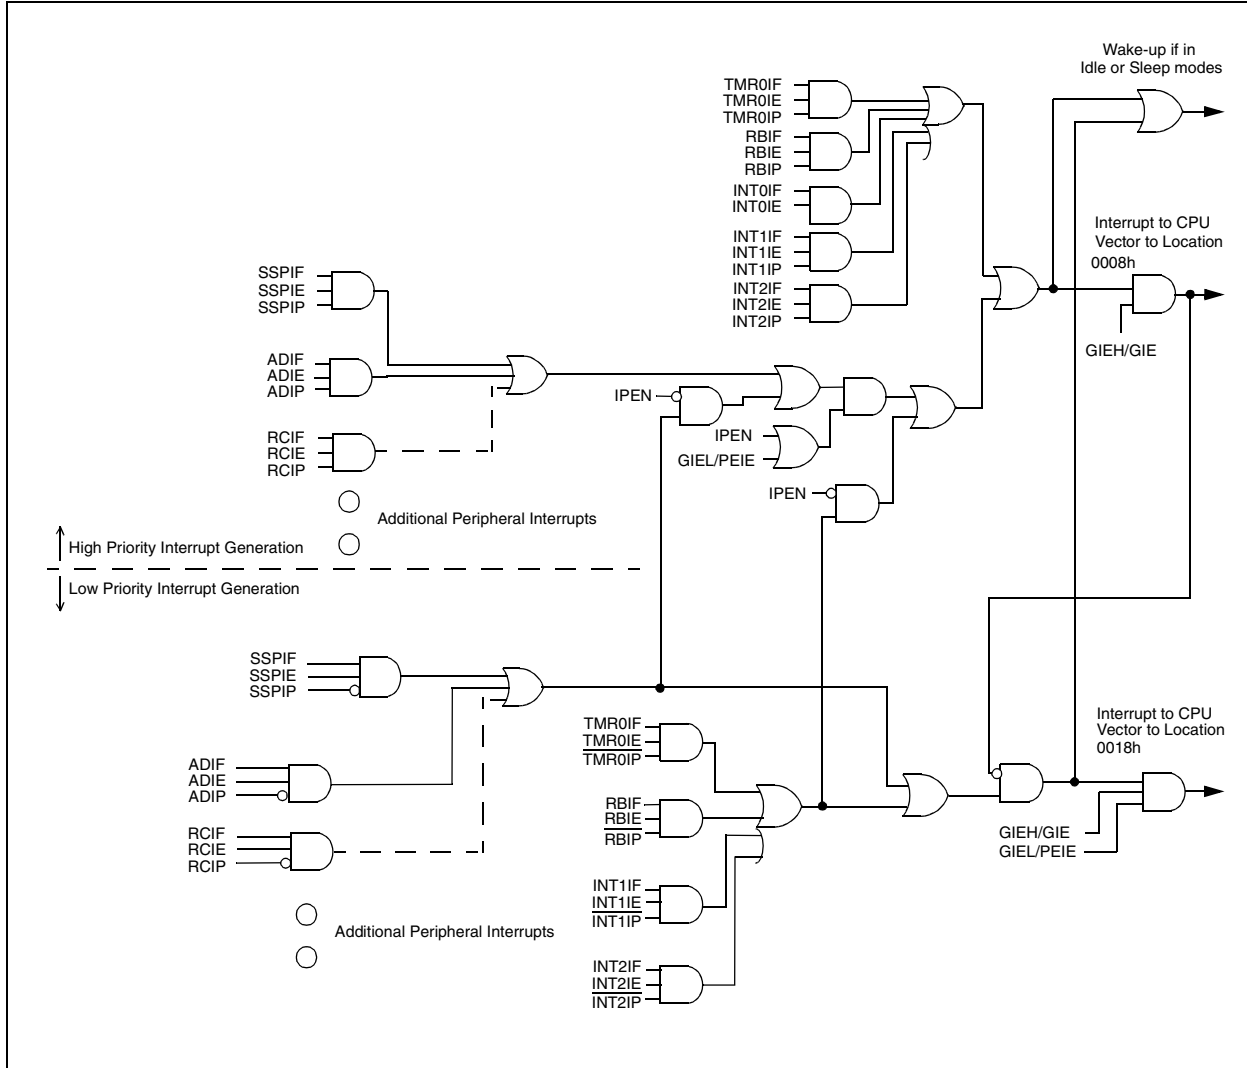 Wake-up if in
Idle or Sleep modes
TMR0IF
TMR0IE
TMR0IP
RBIF
RBIE
RBIP
INT0IF
INT0IE
INT1IF
INT1IE
INT1IP
INT2IF
INT2IE
INT2IP
Interrupt to CPU
Vector to Location
0008h
GIEH/GIE
SSPIF
SSPIE
SSPIP
ADIF
ADIE
ADIP
RCIF
RCIE
RCIP
IPEN
IPEN
GIEL/PEIE
IPEN
Additional Peripheral Interrupts
High Priority Interrupt Generation
Low Priority Interrupt Generation
SSPIF
SSPIE
SSPIP
ADIF
ADIE
ADIP
RCIF
RCIE
RCIP
Additional Peripheral Interrupts
TMR0IF
TMR0IE
TMR0IP
RBIF
RBIE
RBIP
INT1IF
INT1IE
INT1IP
INT2IF
INT2IE
INT2IP
Interrupt to CPU
Vector to Location
0018h
GIEH/GIE
GIEL/PEIE